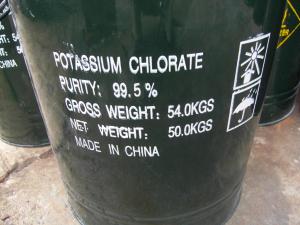 POTASSIUM CHLORATE
PURITY: 99.5%
GROSS WEIGHT: 54.0KGS
NET WEIGHT: 50.0KGS
MADE IN CHINA